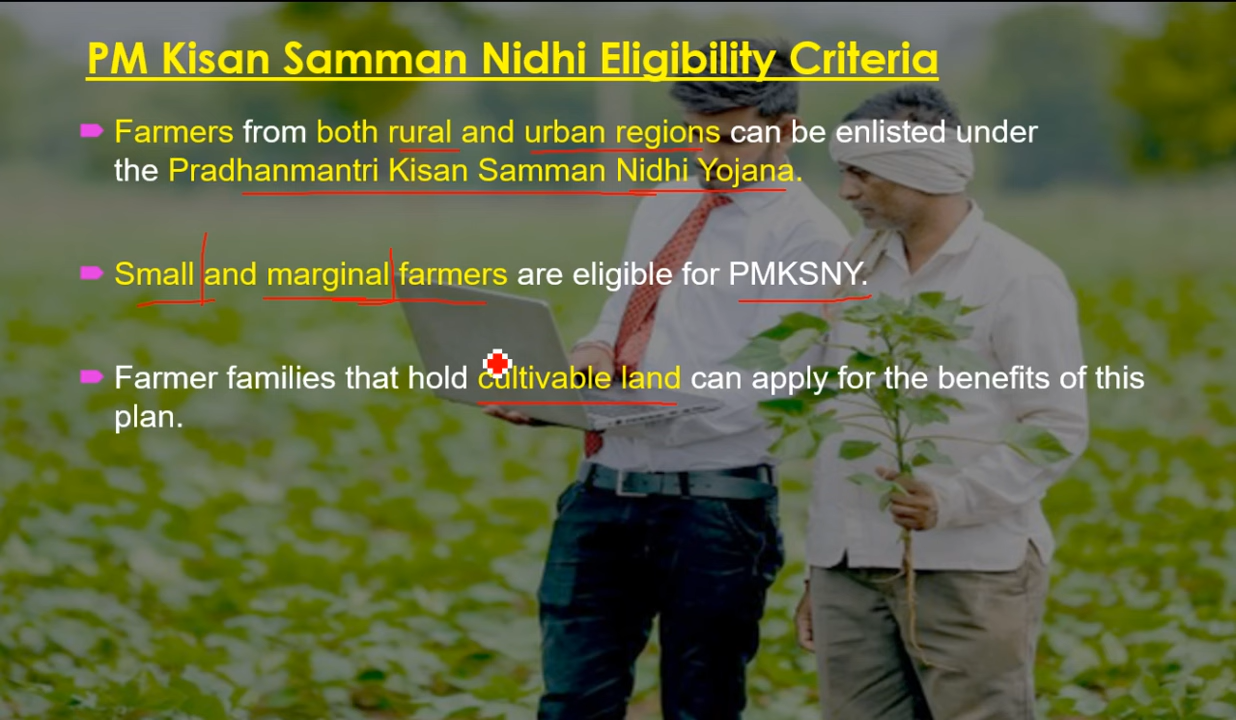 PM Kisan Samman Nidhi Eligibility Criteria
Farmers from both rural and urban regions can be enlisted under
the Pradhanmantri Kisan Samman Nidhi Yojana.
Small and marginal farmers are eligible for PMKSNY.
Farmer families that hold cultivable land can apply for the benefits of this
plan.